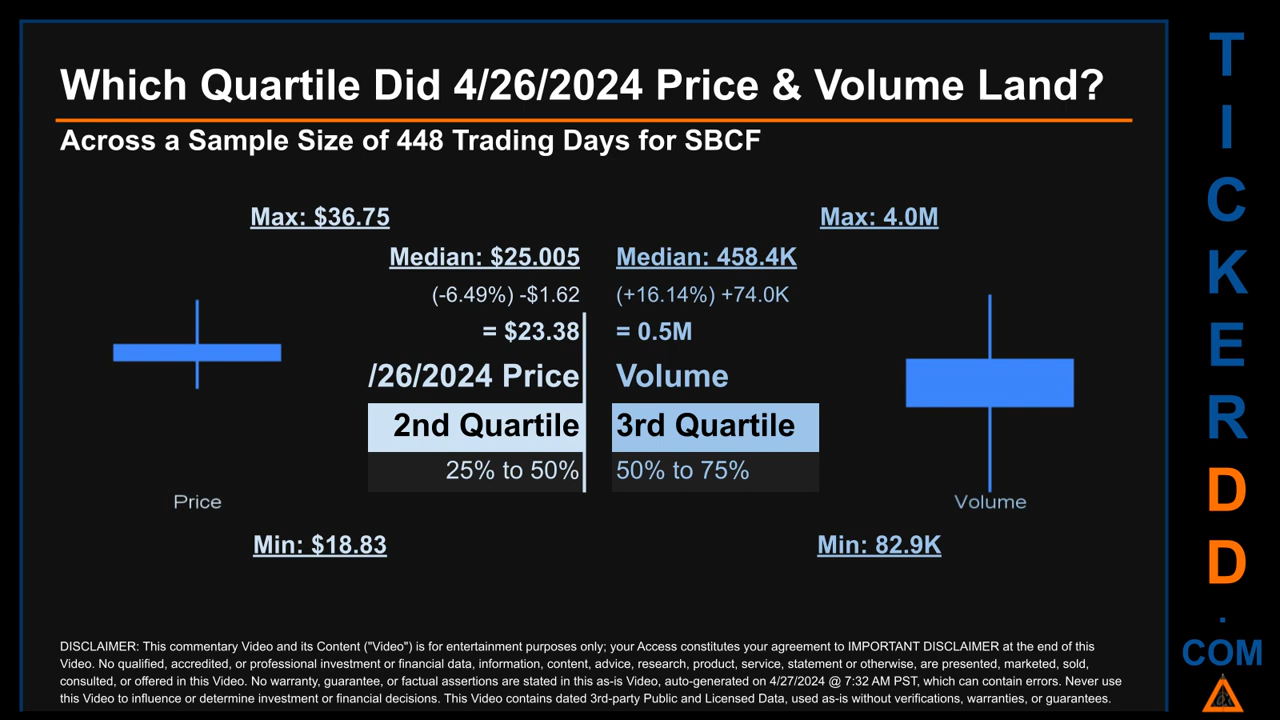 Which Quartile Did 4/26/2024 Price & Volume Land?
Across a Sample Size of 448 Trading Days for SBCF
Max: $36.75
Median: $25.005
(-6.49%) -$1.62
= $23.38
/26/2024 Price
2nd Quartile
25% to 50%
Price
Min: $18.83
Max: 4.0M
Median: 458.4K
(+16.14%) +74.0K
= 0.5M
Volume
3rd Quartile
50% to 75%
Volume
Min: 82.9K
DISCLAIMER: This commentary Video and its Content ("Video") is for entertainment purposes only; your Access constitutes your agreement to IMPORTANT DISCLAIMER at the end of this
Video. No qualified, accredited, or professional investment or financial data, information, content, advice, research, product, service, statement or otherwise, are presented, marketed, sold,
consulted, or offered in this Video. No warranty, guarantee, or factual assertions are stated in this as-is Video, auto-generated on 4/27/2024 @ 7:32 AM PST, which can contain errors. Never use
this Video to influence or determine investment or financial decisions. This Video contains dated 3rd-party Public and Licensed Data, used as-is without verifications, warranties, or guarantees.
T
I
C
K
E
R
D
D
.
COM